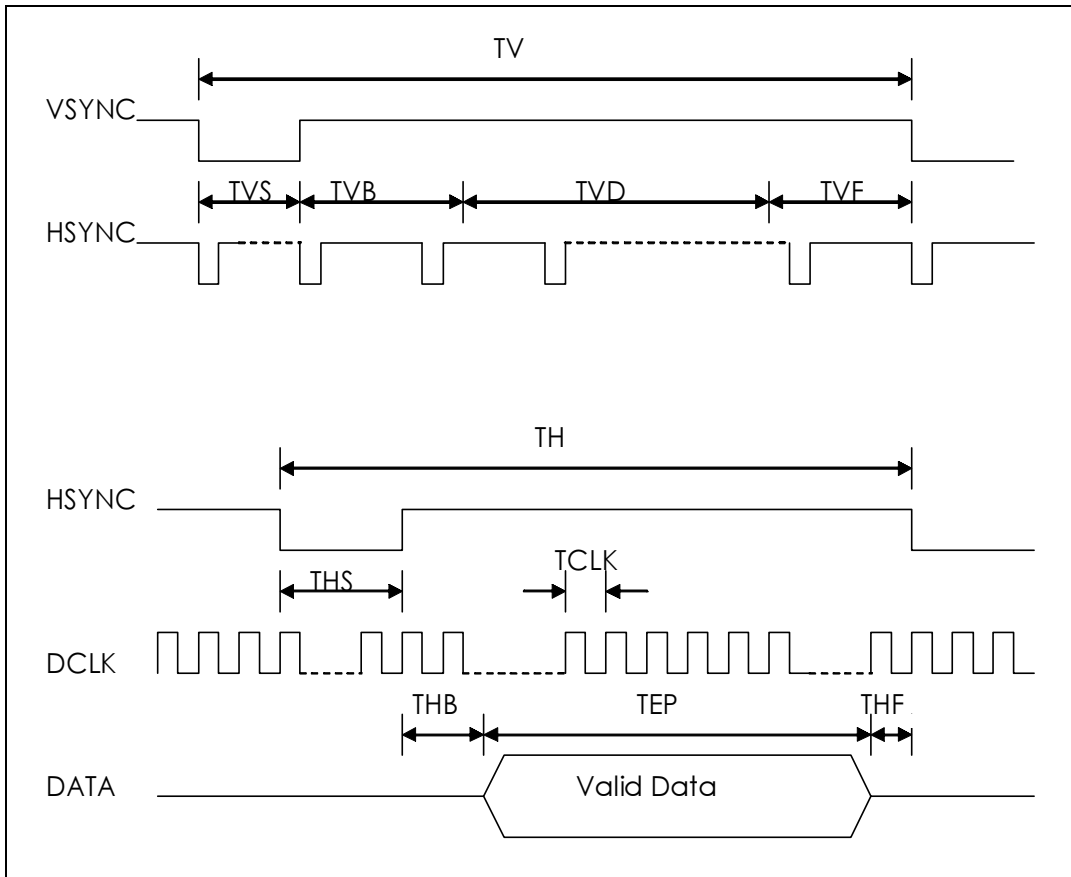 TV
VSYNC
TVS TVB TVD TVF
HSYNC
TH
HSYNC
TCLK
THS
DCLK
THB TEP THF
DATA Valid Data